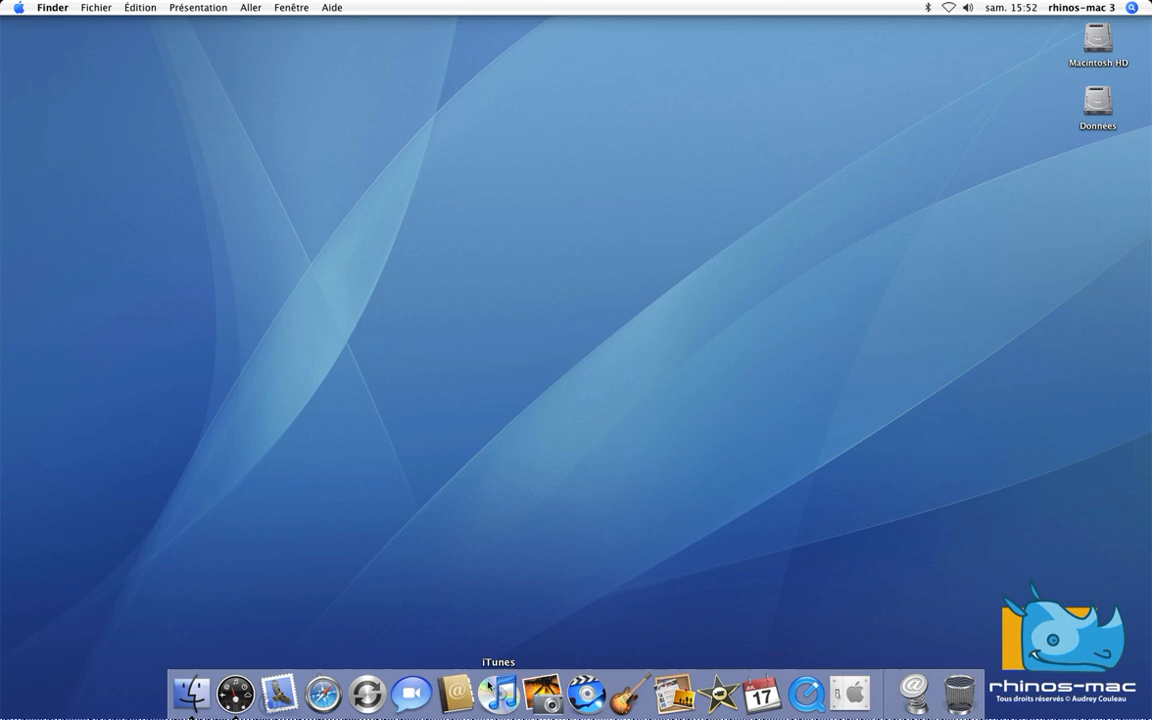 Finder Fichier Édition Présentation Aller Fenêtre Aide sam. 15:52 rhinos-mac 3
Macintosh HD
Donnees
iTunes
17
rhinos-mac
Tous droits réservés © Audrey Couleau